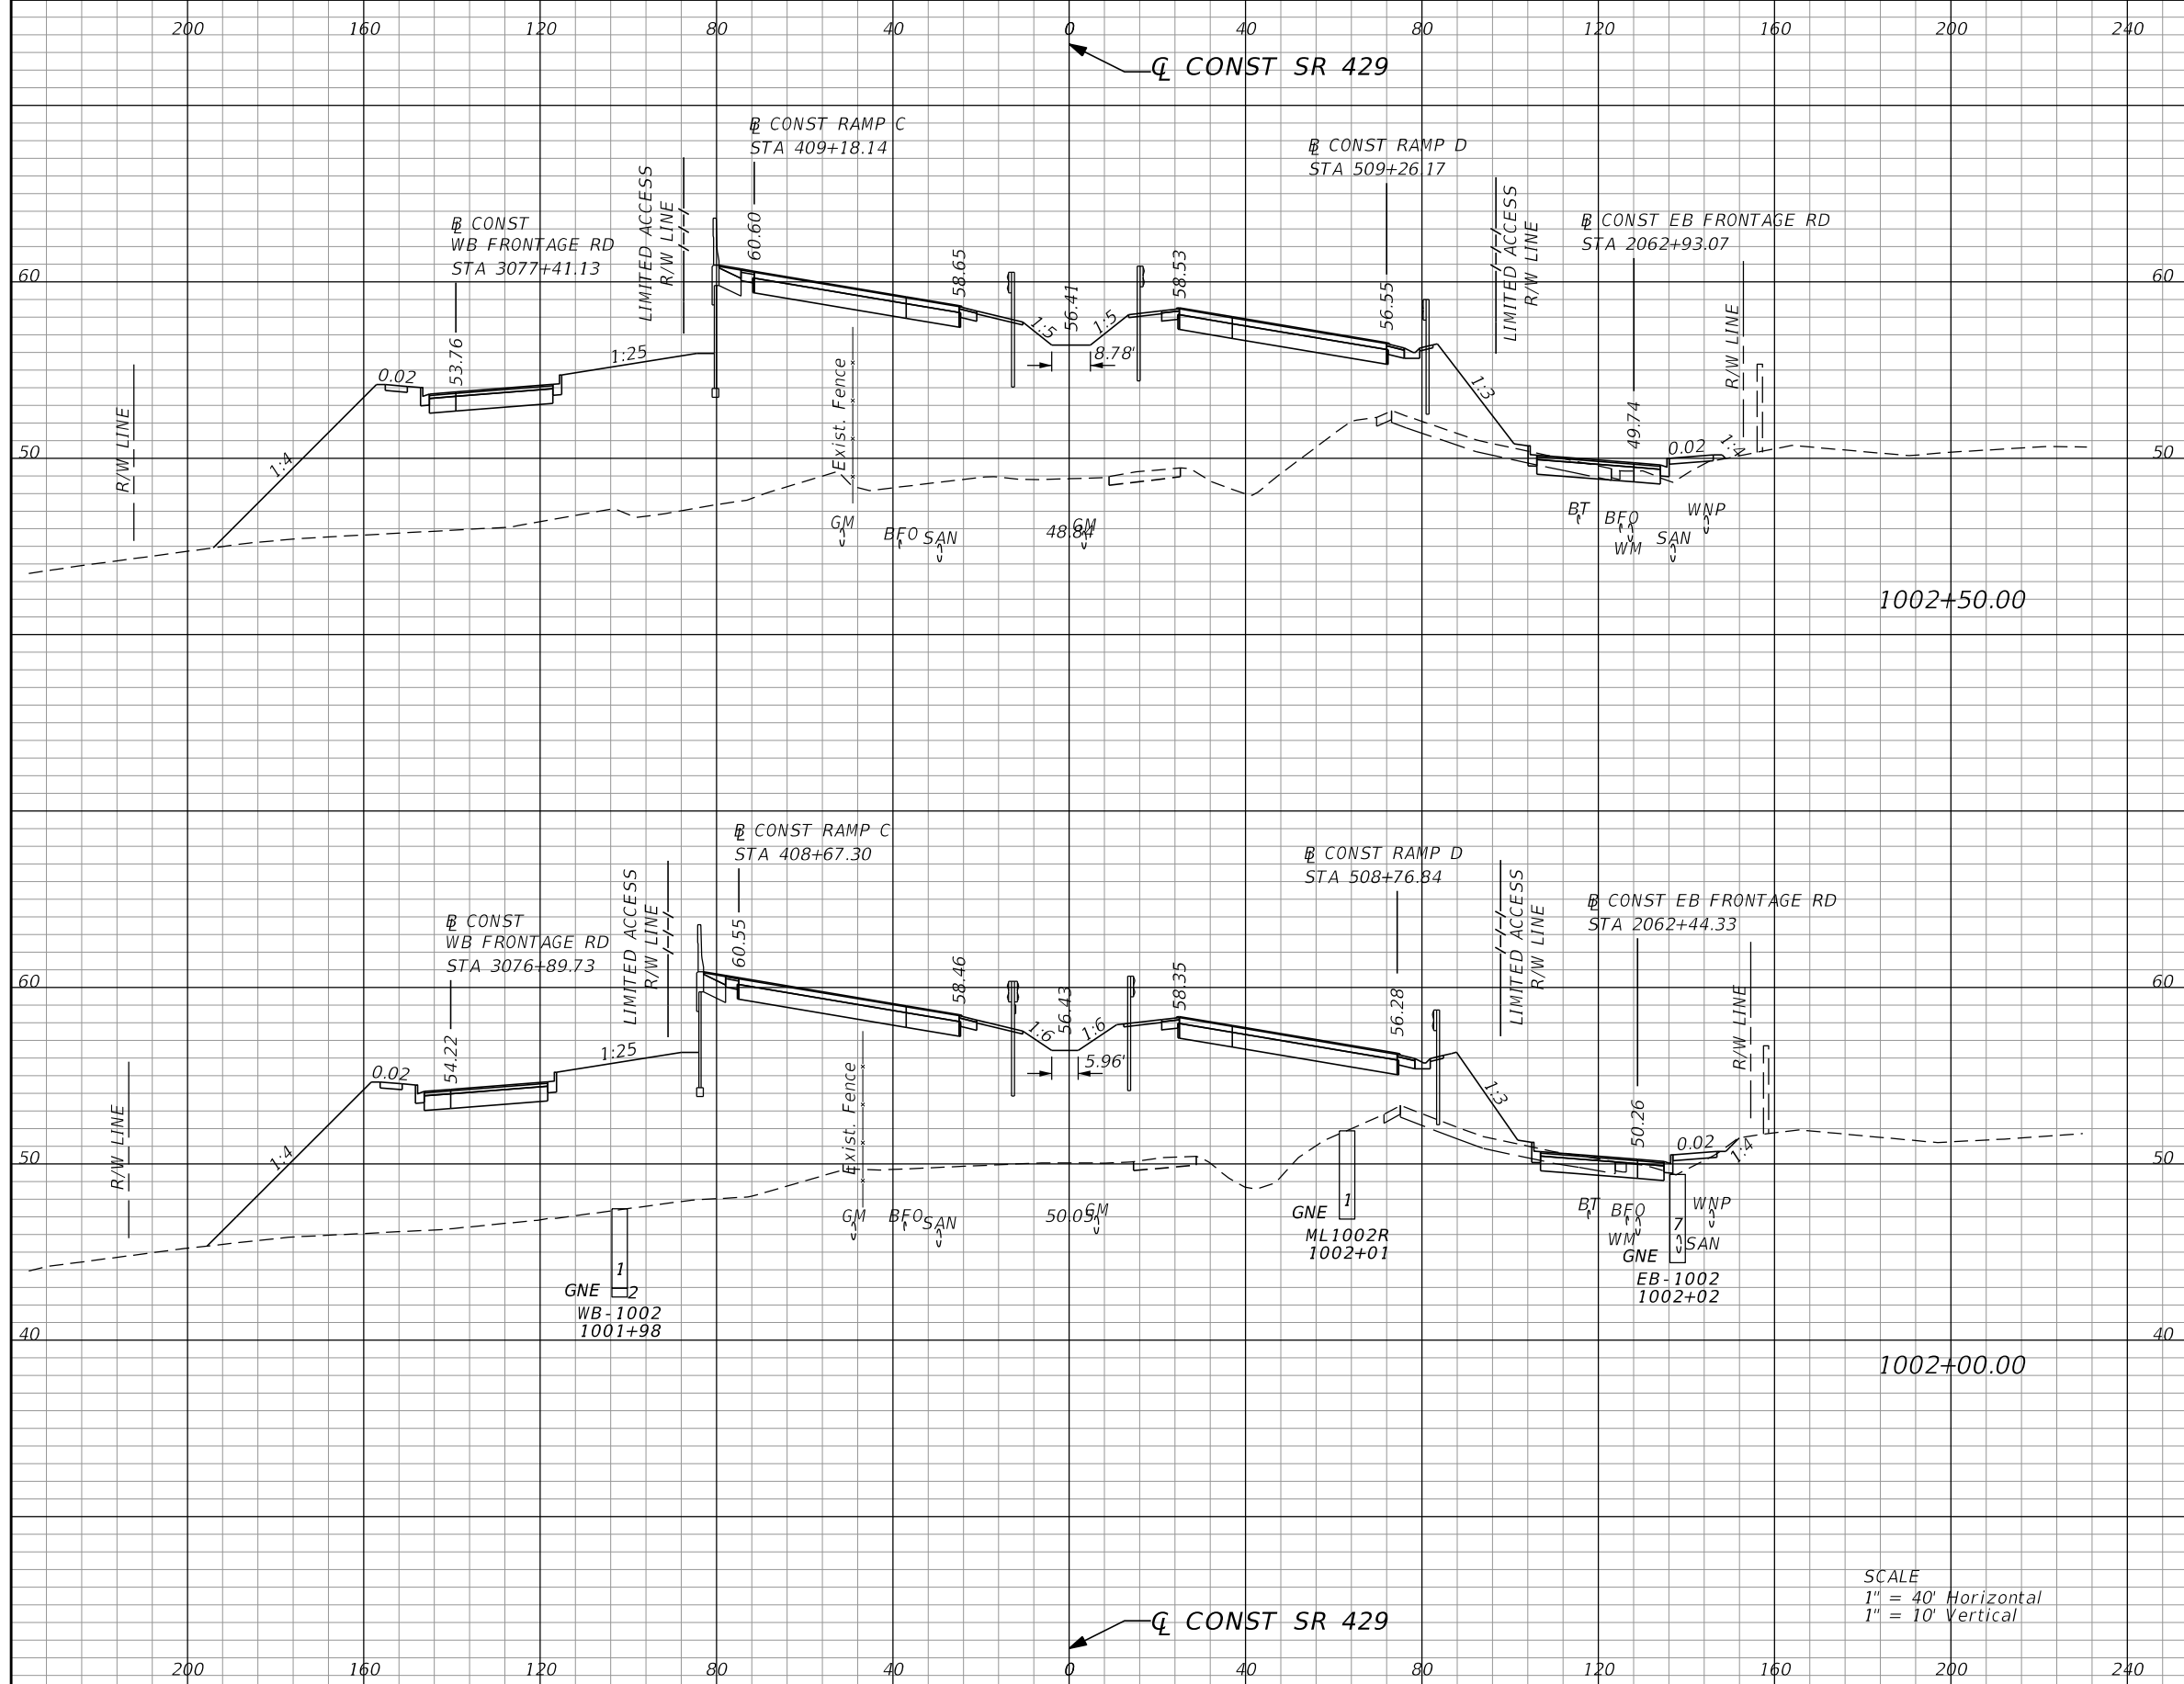 200 160 120 80 40 0 40 80 120 160 200 240
℄ CONST SR 429
℄ CONST RAMP C
STA 409+18.14
℄ CONST RAMP D
STA 509+26.17
LIMITED ACCESS
R/W LINE
LIMITED ACCESS
R/W LINE
BL CONST
WB FRONTAGE RD
STA 3077+41.13
BL CONST EB FRONTAGE RD
STA 2062+93.07
60
60.60
58.65
56.41
58.53
56.55
60
1:5
1:5
8.78'
R/W LINE
1:25
53.76
0.02
Exist. Fence
1:3
49.74
0.02
1:4
R/W LINE
1:4
50
50
GM
BFO
SAN
48.84
GM
BT
BFO
WM
SAN
WNP
1002+50.00
BL CONST RAMP C
STA 408+67.30
BL CONST RAMP D
STA 508+76.84
LIMITED ACCESS
R/W LINE
LIMITED ACCESS
R/W LINE
BL CONST
WB FRONTAGE RD
STA 3076+89.73
BL CONST EB FRONTAGE RD
STA 2062+44.33
60
60.55
58.46
56.43
58.35
56.28
60
1:6
1:6
5.96'
R/W LINE
1:25
54.22
0.02
Exist. Fence
1:3
50.26
0.02
1:4
R/W LINE
1:4
50
50
GM
BFO
SAN
50.05
GM
GNE
1
ML1002R
1002+01
BT
BFO
WM
WNP
7
SAN
GNE
EB-1002
1002+02
1
GNE
2
WB-1002
1001+98
40
40
1002+00.00
SCALE
1" = 40' Horizontal
1" = 10' Vertical
℄ CONST SR 429
200 160 120 80 40 0 40 80 120 160 200 240